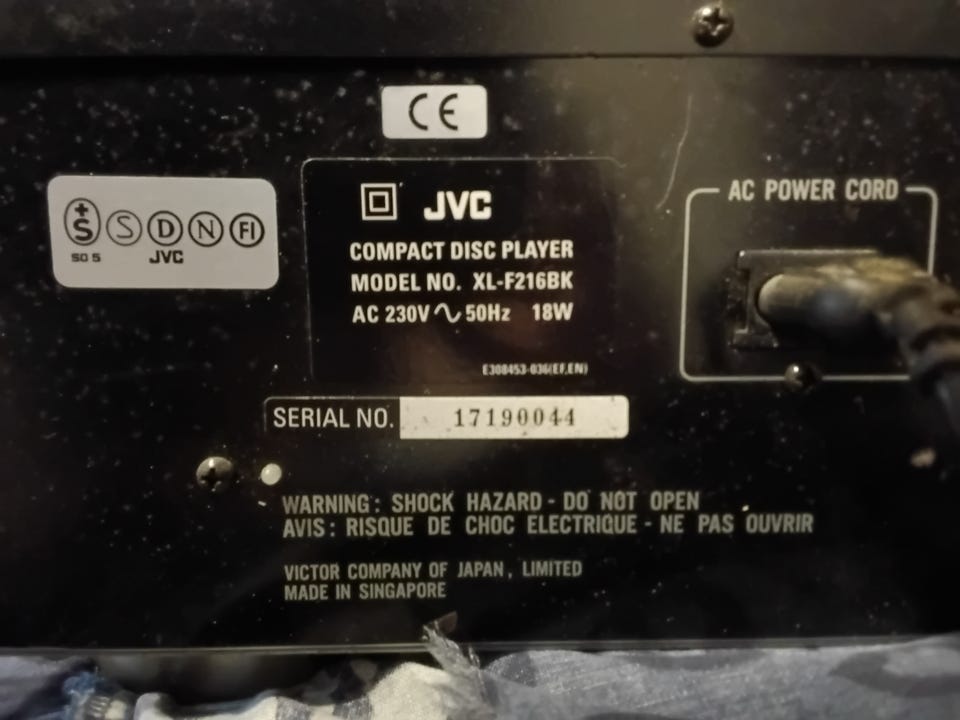 CE
+S S D N FI
SO 5 JVC
JVC
COMPACT DISC PLAYER
MODEL NO. XL-F216BK
AC 230V ∿ 50Hz 18W
E308453-036(EF,EN)
AC POWER CORD
SERIAL NO. 17190044
WARNING : SHOCK HAZARD - DO NOT OPEN
AVIS : RISQUE DE CHOC ELECTRIQUE - NE PAS OUVRIR
VICTOR COMPANY OF JAPAN, LIMITED
MADE IN SINGAPORE